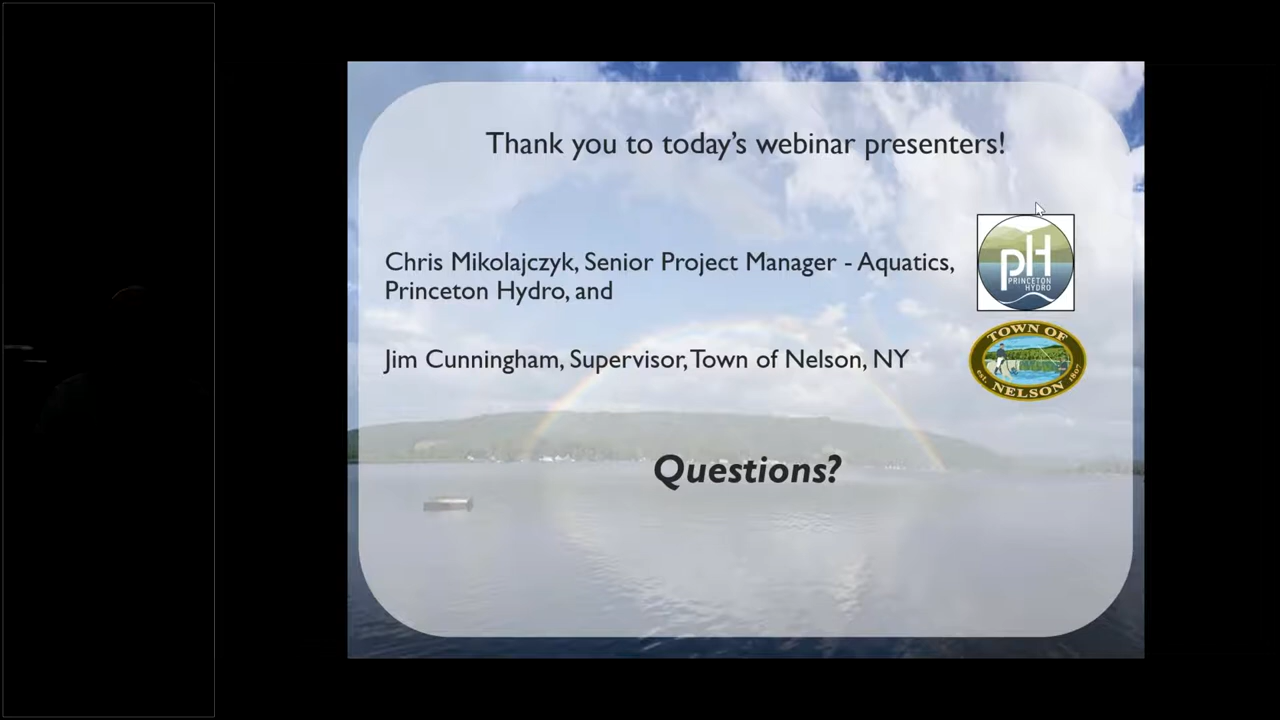 Thank you to today's webinar presenters!
Chris Mikolajczyk, Senior Project Manager - Aquatics,
Princeton Hydro, and
pH
PRINCETON
HYDRO
Jim Cunningham, Supervisor, Town of Nelson, NY
TOWN OF
est. 1807
NELSON
Questions?